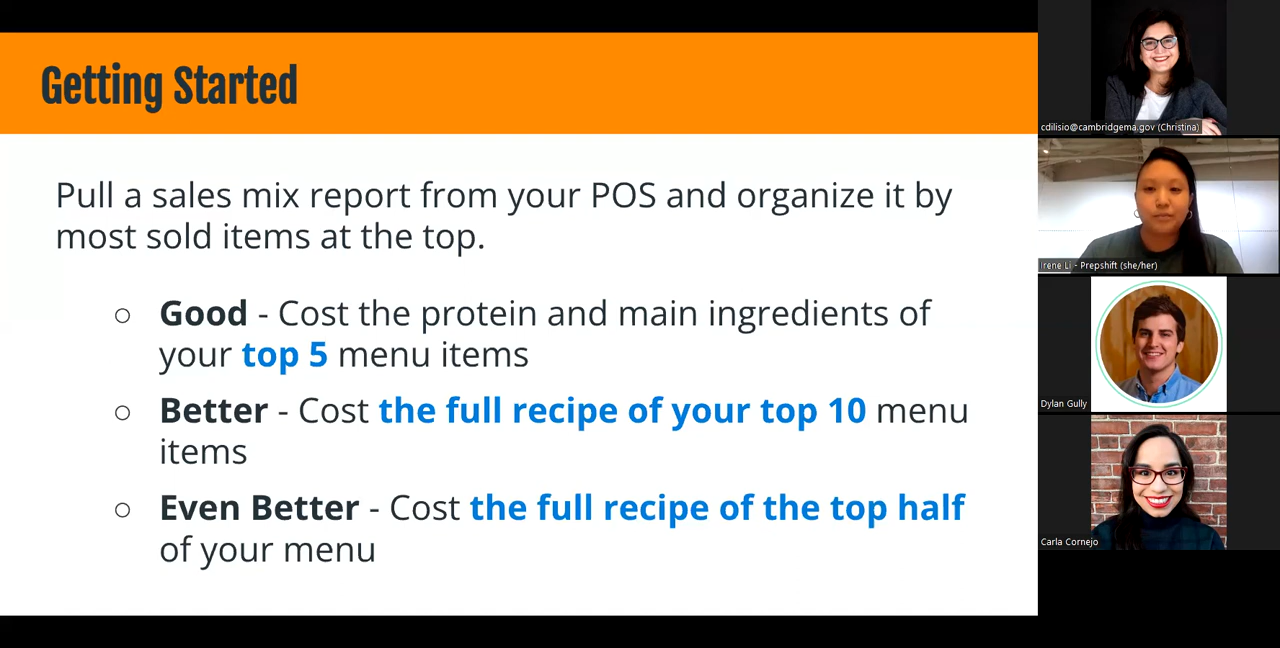 Getting Started
Pull a sales mix report from your POS and organize it by
most sold items at the top.
○ Good - Cost the protein and main ingredients of
your top 5 menu items
○ Better - Cost the full recipe of your top 10 menu
items
○ Even Better - Cost the full recipe of the top half
of your menu
cdilisio@cambridgema.gov (Christina)
Irene Li - Prepshift (she/her)
Dylan Gully
Carla Cornejo